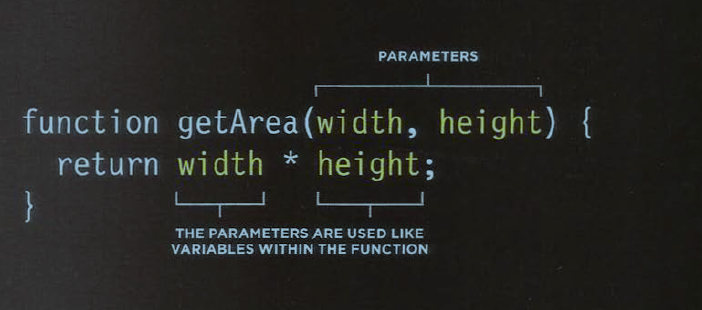 PARAMETERS
function getArea(width, height) {
return width * height;
}
THE PARAMETERS ARE USED LIKE
VARIABLES WITHIN THE FUNCTION